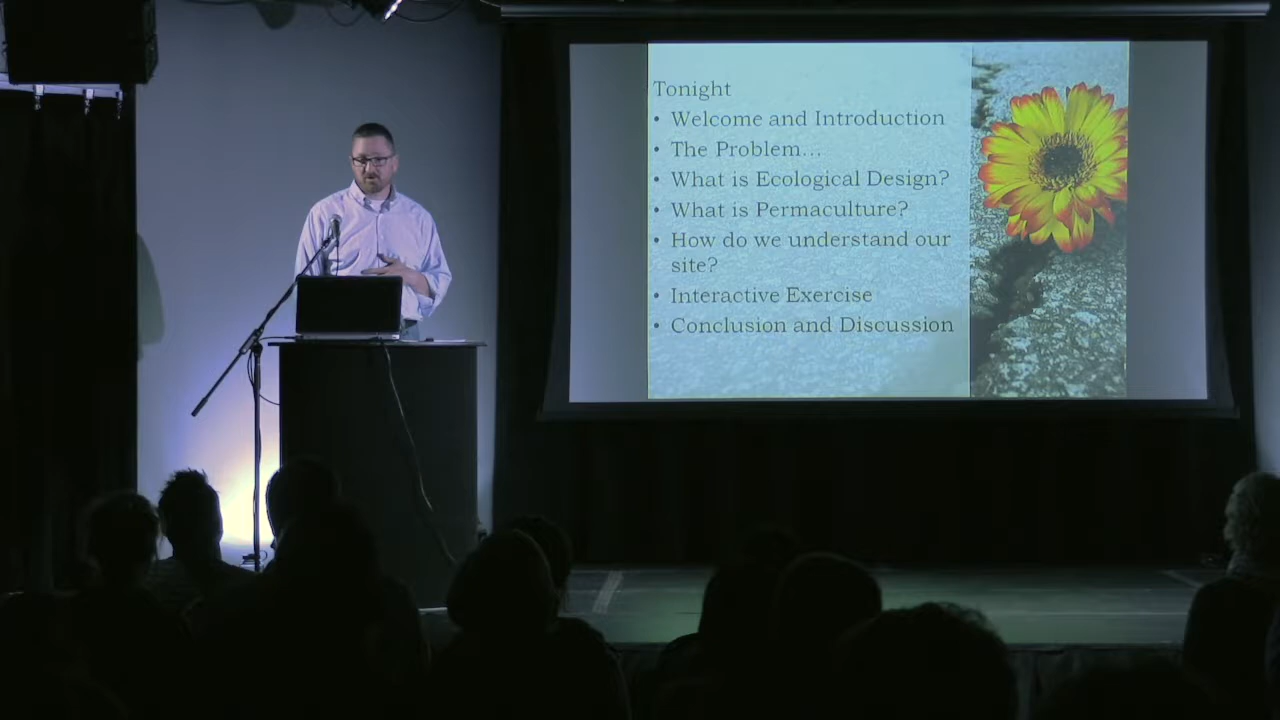 Tonight
• Welcome and Introduction
• The Problem...
• What is Ecological Design?
• What is Permaculture?
• How do we understand our
site?
• Interactive Exercise
• Conclusion and Discussion